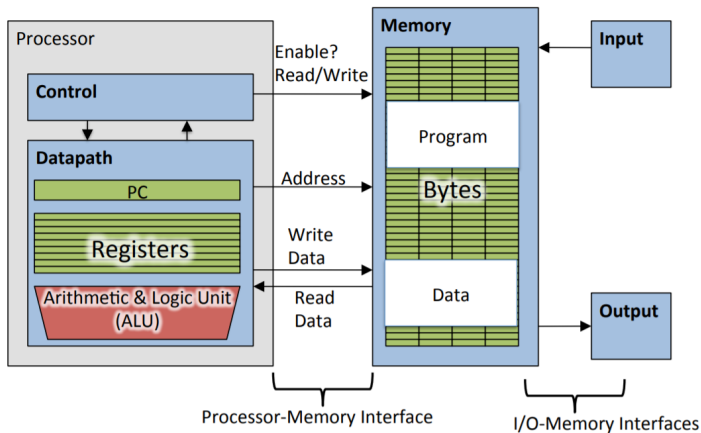 Processor
Control
Datapath
PC
Registers
Arithmetic & Logic Unit
(ALU)
Enable?
Read/Write
Address
Write
Data
Read
Data
Memory
Program
Bytes
Data
Input
Output
Processor-Memory Interface
I/O-Memory Interfaces